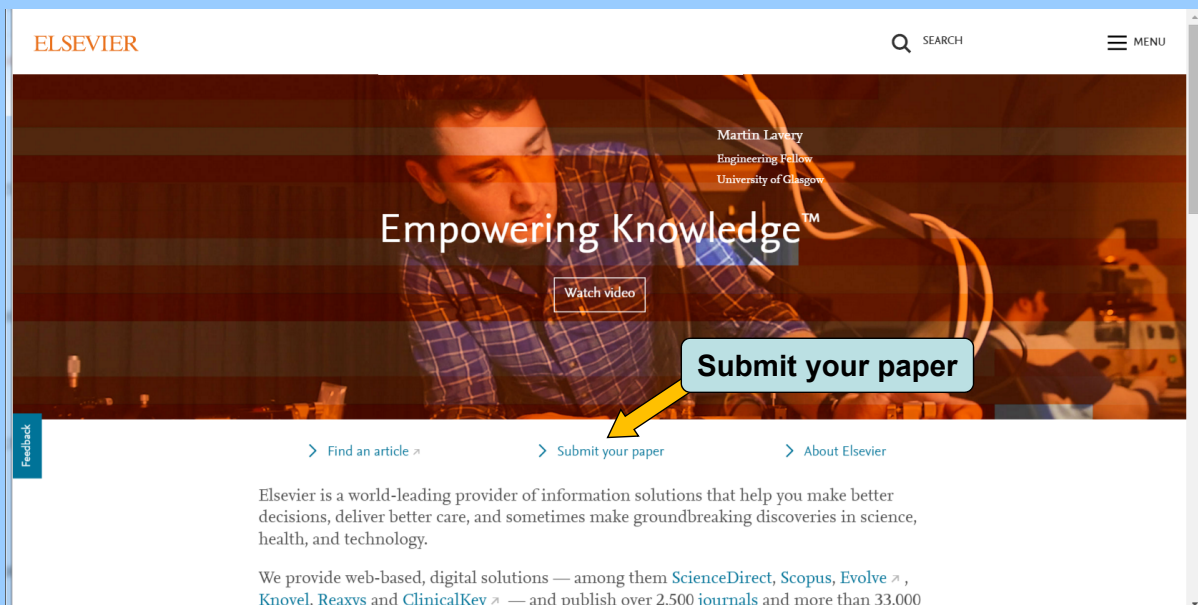 ELSEVIER
SEARCH
MENU
Martin Lavery
Engineering Fellow
University of Glasgow
Empowering Knowledge™
Watch video
Submit your paper
Feedback
Find an article
Submit your paper
About Elsevier
Elsevier is a world-leading provider of information solutions that help you make better
decisions, deliver better care, and sometimes make groundbreaking discoveries in science,
health, and technology.
We provide web-based, digital solutions — among them ScienceDirect, Scopus, Evolve ,
Knovel, Reaxys and ClinicalKey — and publish over 2,500 journals and more than 33,000